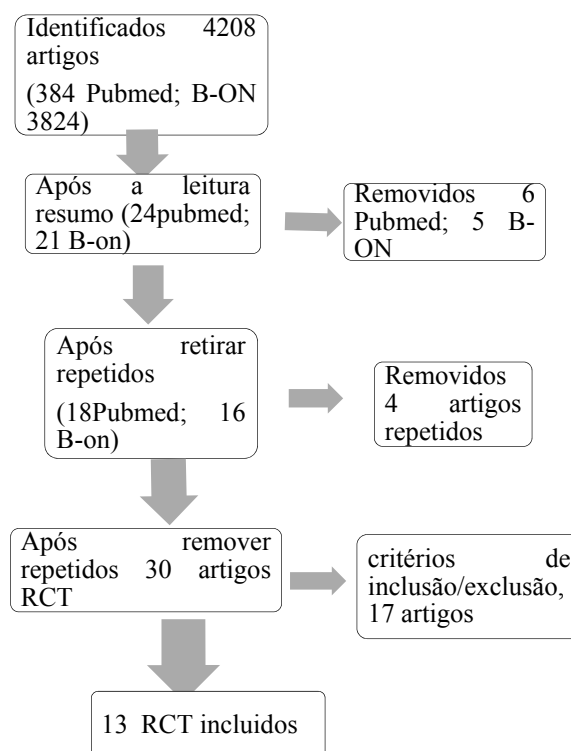 Identificados 4208
artigos
(384 Pubmed; B-ON
3824)
Após a leitura
resumo (24pubmed;
21 B-on)
Removidos 6
Pubmed; 5 B-
ON
Após retirar
repetidos
(18Pubmed; 16
B-on)
Removidos
4 artigos
repetidos
Após remover
repetidos 30 artigos
RCT
critérios de
inclusão/exclusão,
17 artigos
13 RCT incluidos